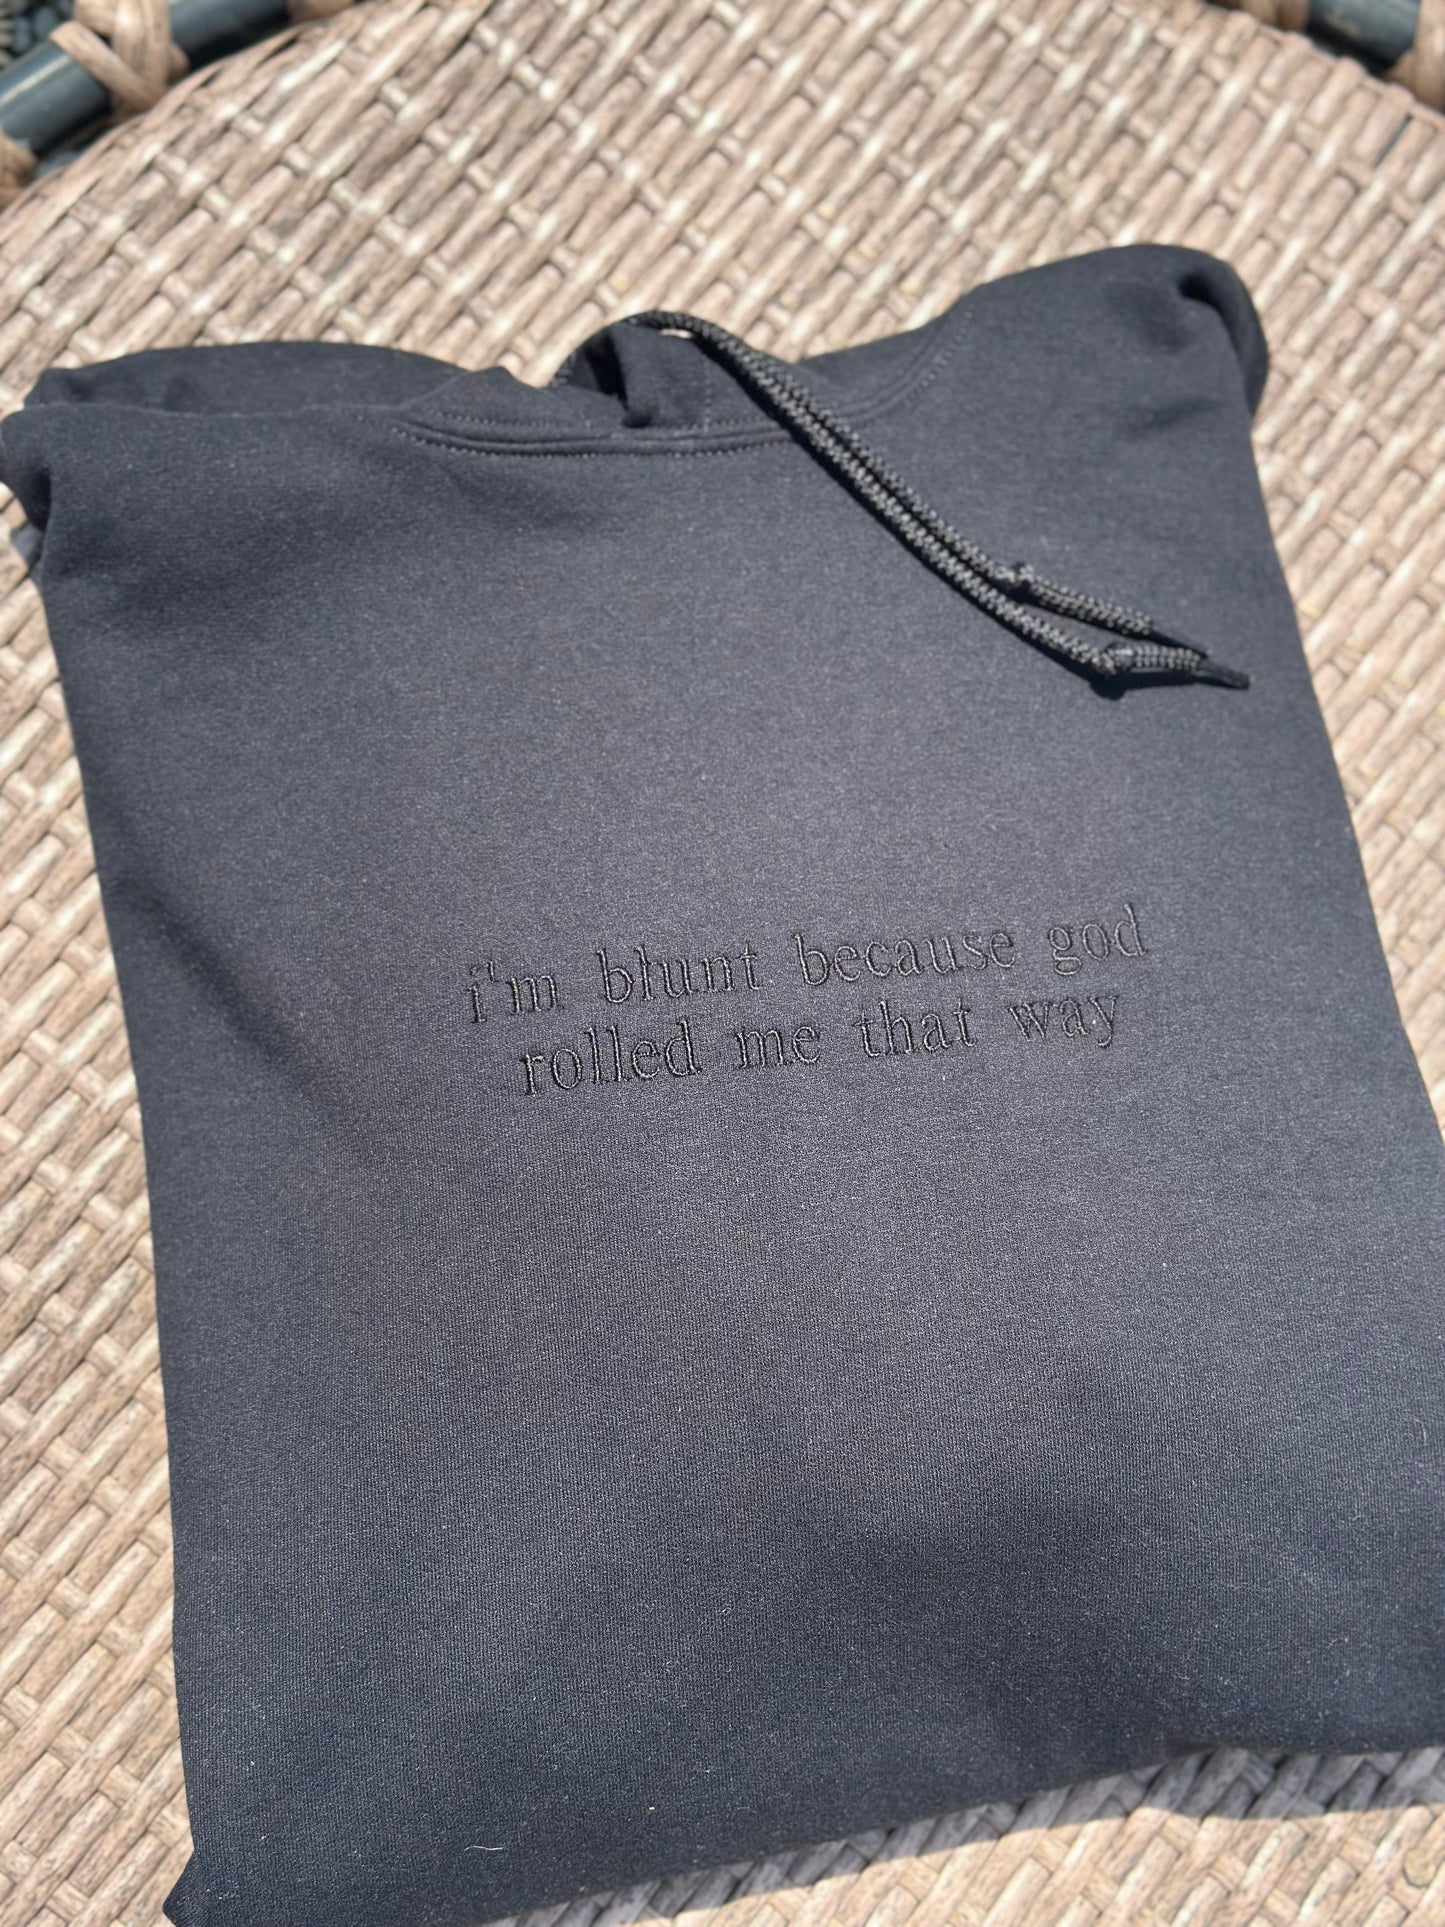 i'm blunt because god
rolled me that way